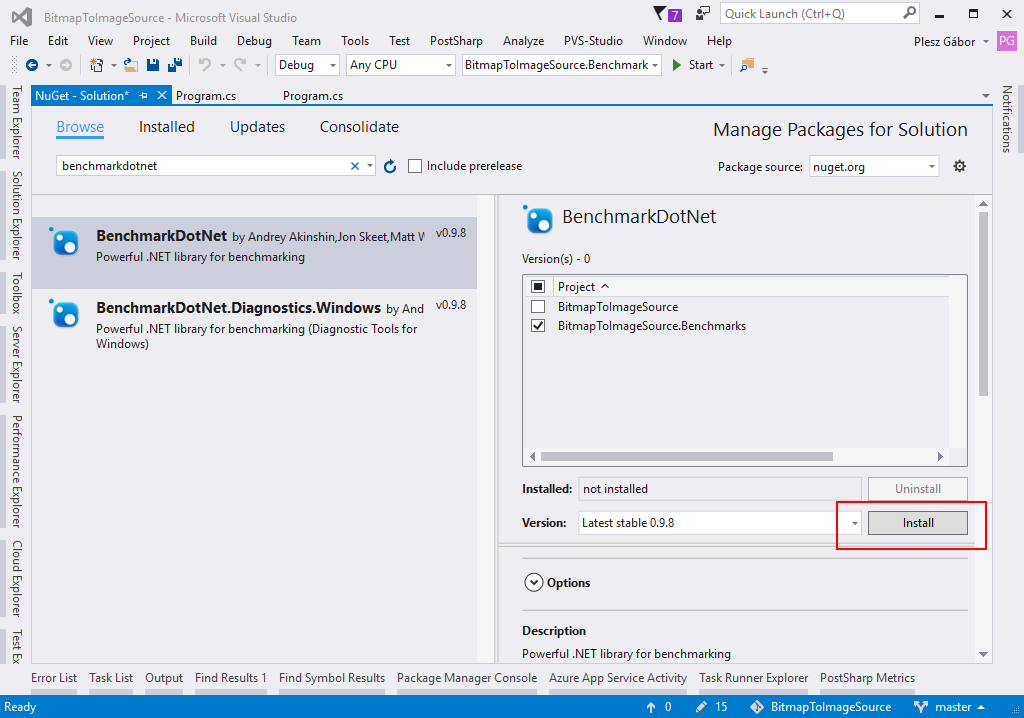 BitmapToImageSource - Microsoft Visual Studio
7
Quick Launch (Ctrl+Q)
File Edit View Project Build Debug Team Tools Test PostSharp Analyze PVS-Studio Window Help
Plesz Gábor PG
Debug Any CPU BitmapToImageSource.Benchmark Start
NuGet - Solution* Program.cs Program.cs
Team Explorer
Solution Explorer
Toolbox
Server Explorer
Performance Explorer
Cloud Explorer
Test Ex
Notifications
Browse Installed Updates Consolidate
Manage Packages for Solution
benchmarkdotnet
Include prerelease
Package source: nuget.org
BenchmarkDotNet by Andrey Akinshin,Jon Skeet,Matt W v0.9.8
Powerful .NET library for benchmarking
BenchmarkDotNet.Diagnostics.Windows by And v0.9.8
Powerful .NET library for benchmarking (Diagnostic Tools for
Windows)
BenchmarkDotNet
Version(s) - 0
Project
BitmapToImageSource
BitmapToImageSource.Benchmarks
Installed: not installed Uninstall
Version: Latest stable 0.9.8 Install
Options
Description
Powerful .NET library for benchmarking
Error List Task List Output Find Results 1 Find Symbol Results Package Manager Console Azure App Service Activity Task Runner Explorer PostSharp Metrics
Ready 0 15 BitmapToImageSource master